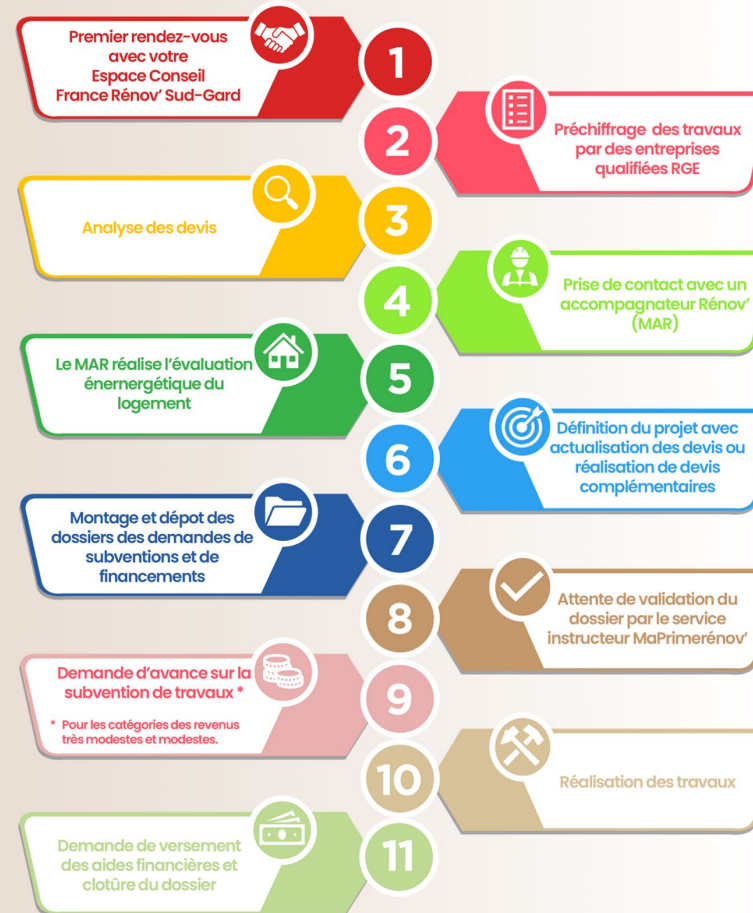 Premier rendez-vous
avec votre
Espace Conseil
France Rénov’ Sud-Gard
1
2
Préchiffrage des travaux
par des entreprises
qualifiées RGE
Analyse des devis
3
4
Prise de contact avec un
accompagnateur Rénov’
(MAR)
Le MAR réalise l’évaluation
énernergétique du
logement
5
6
Définition du projet avec
actualisation des devis ou
réalisation de devis
complémentaires
Montage et dépot des
dossiers des demandes de
subventions et de
financements
7
8
Attente de validation du
dossier par le service
instructeur MaPrimerénov’
Demande d’avance sur la
subvention de travaux *
* Pour les catégories des revenus
très modestes et modestes.
9
10
Réalisation des travaux
Demande de versement
des aides financières et
clotûre du dossier
11